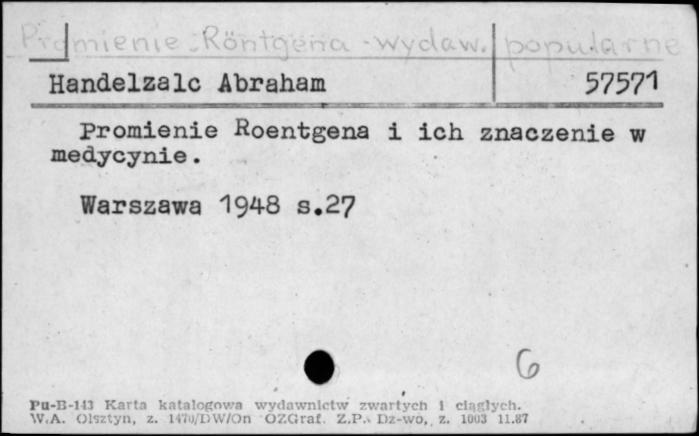 Promienie Röntgena - wydaw. popularne
Handelzalc Abraham 57571
Promienie Roentgena i ich znaczenie w
medycynie.
Warszawa 1948 s.27
6
Pu-B-143 Karta katalogowa wydawnictw zwartych i ciągłych.
W.A. Olsztyn, z. 1470/DW/On OZGraf. Z.P. Dz-wo, z. 1003 11.87